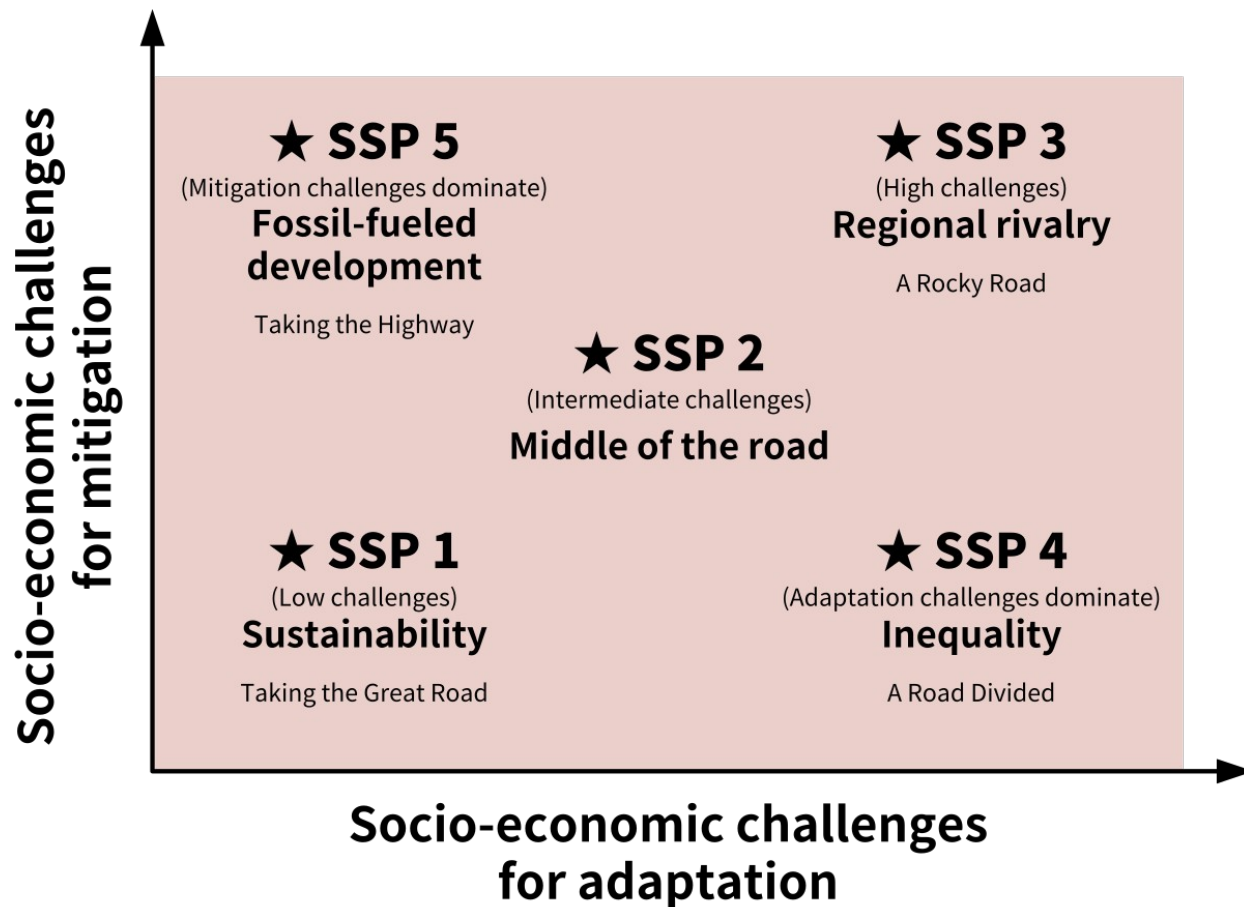 Socio-economic challenges
for mitigation
★ SSP 5
(Mitigation challenges dominate)
Fossil-fueled
development
Taking the Highway
★ SSP 3
(High challenges)
Regional rivalry
A Rocky Road
★ SSP 2
(Intermediate challenges)
Middle of the road
★ SSP 1
(Low challenges)
Sustainability
Taking the Great Road
★ SSP 4
(Adaptation challenges dominate)
Inequality
A Road Divided
Socio-economic challenges
for adaptation